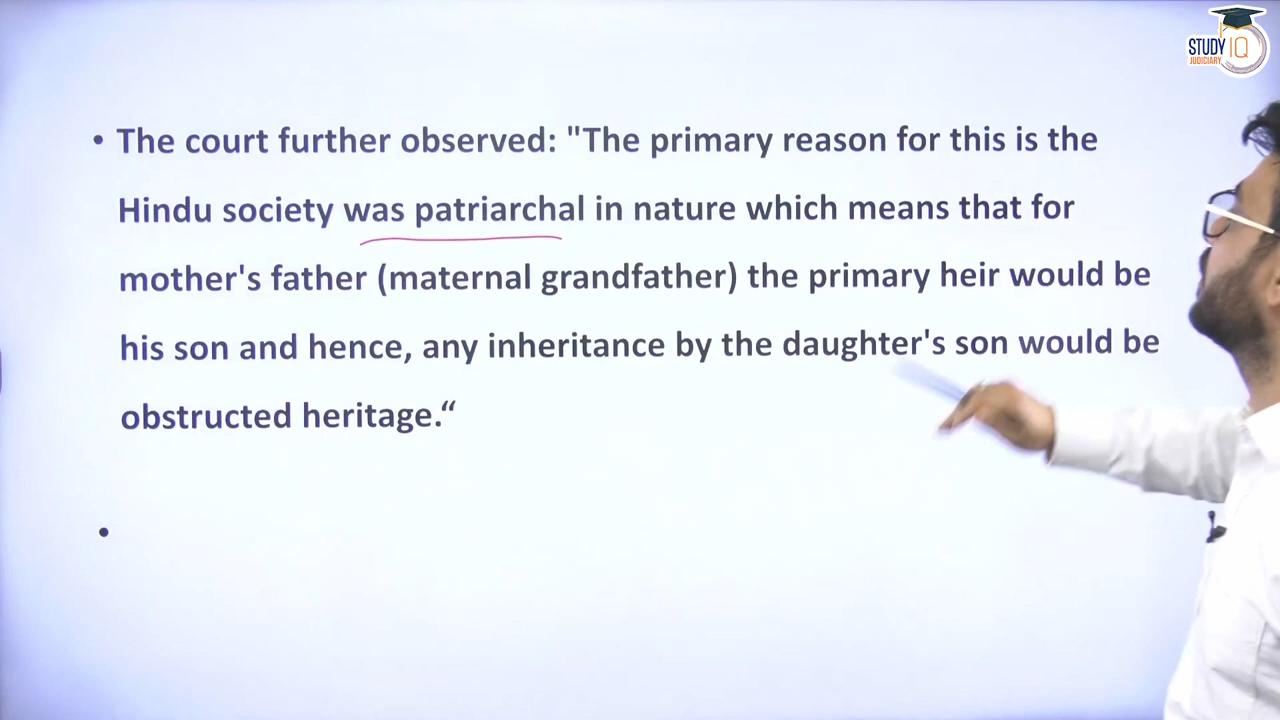 STUDY IQ
JUDICIARY
• The court further observed: "The primary reason for this is the
Hindu society was patriarchal in nature which means that for
mother's father (maternal grandfather) the primary heir would be
his son and hence, any inheritance by the daughter's son would be
obstructed heritage.“
•